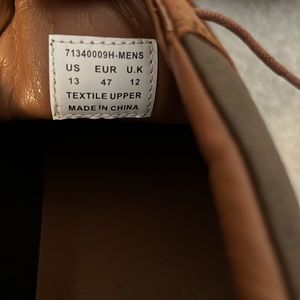 71340009H-MENS
US EUR U.K
13 47 12
TEXTILE UPPER
MADE IN CHINA